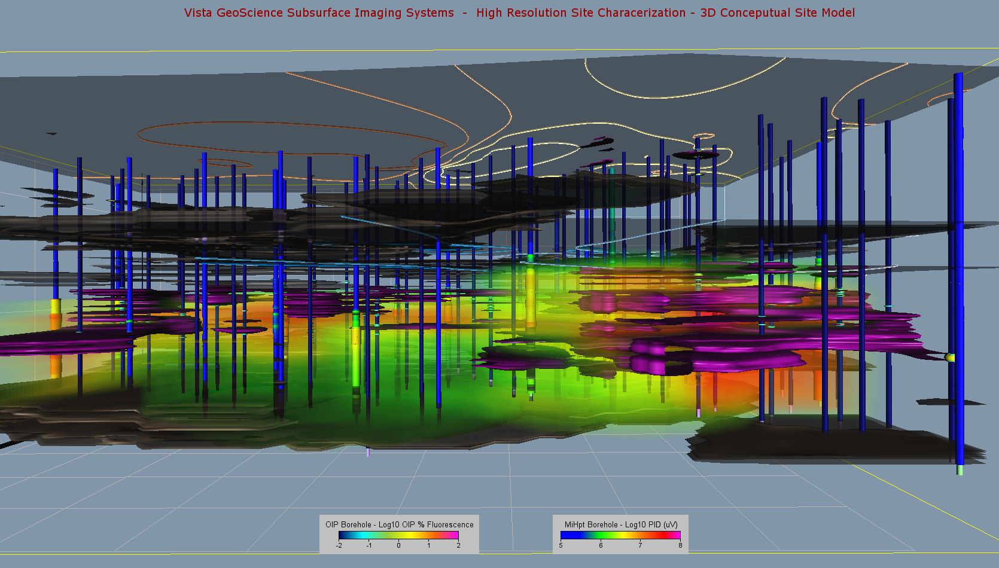 Vista GeoScience Subsurface Imaging Systems  -  High Resolution Site Characerization - 3D Conceputual Site Model
OIP Borehole - Log10 OIP % Fluorescence
-2 -1 0 1 2
MiHpt Borehole - Log10 PID (uV)
5 6 7 8